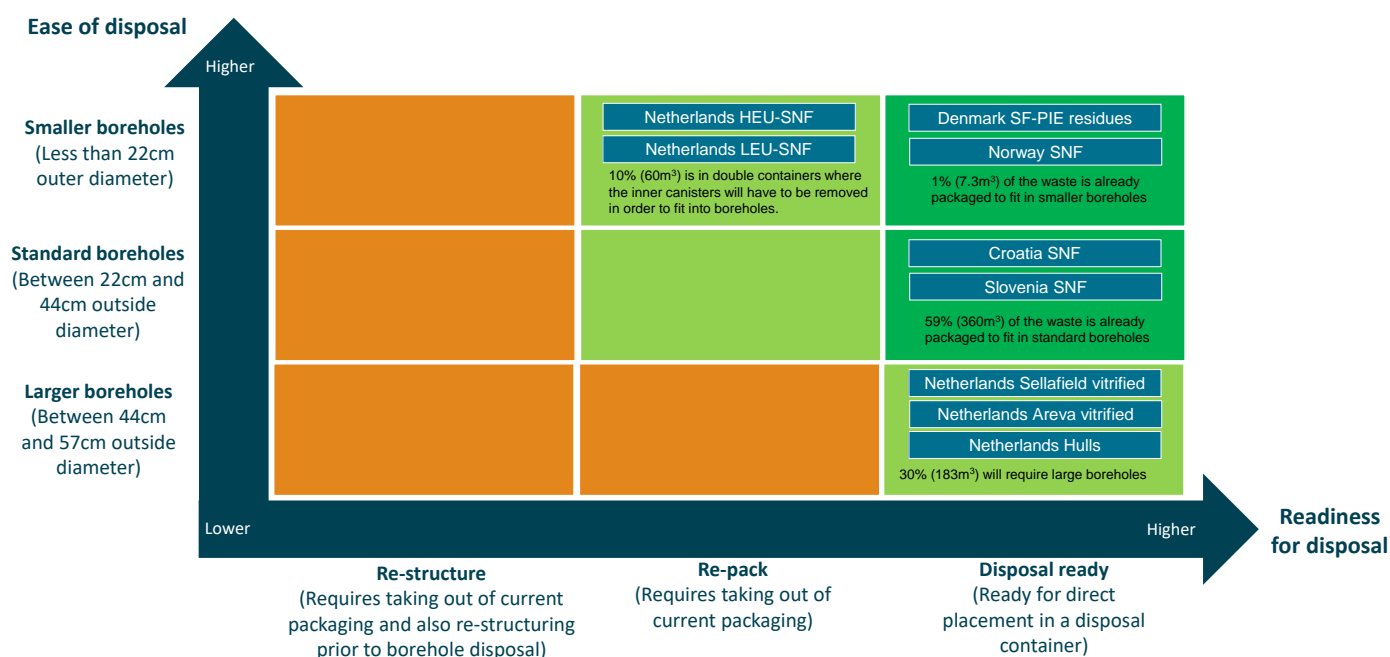 Ease of disposal
Higher
Smaller boreholes
(Less than 22cm
outer diameter)
Netherlands HEU-SNF
Netherlands LEU-SNF
10% (60m³) is in double containers where
the inner canisters will have to be removed
in order to fit into boreholes.
Denmark SF-PIE residues
Norway SNF
1% (7.3m³) of the waste is already
packaged to fit in smaller boreholes
Standard boreholes
(Between 22cm and
44cm outside
diameter)
Croatia SNF
Slovenia SNF
59% (360m³) of the waste is already
packaged to fit in standard boreholes
Larger boreholes
(Between 44cm
and 57cm outside
diameter)
Netherlands Sellafield vitrified
Netherlands Areva vitrified
Netherlands Hulls
30% (183m³) will require large boreholes
Lower
Higher
Readiness
for disposal
Re-structure
(Requires taking out of current
packaging and also re-structuring
prior to borehole disposal)
Re-pack
(Requires taking out of
current packaging)
Disposal ready
(Ready for direct
placement in a disposal
container)